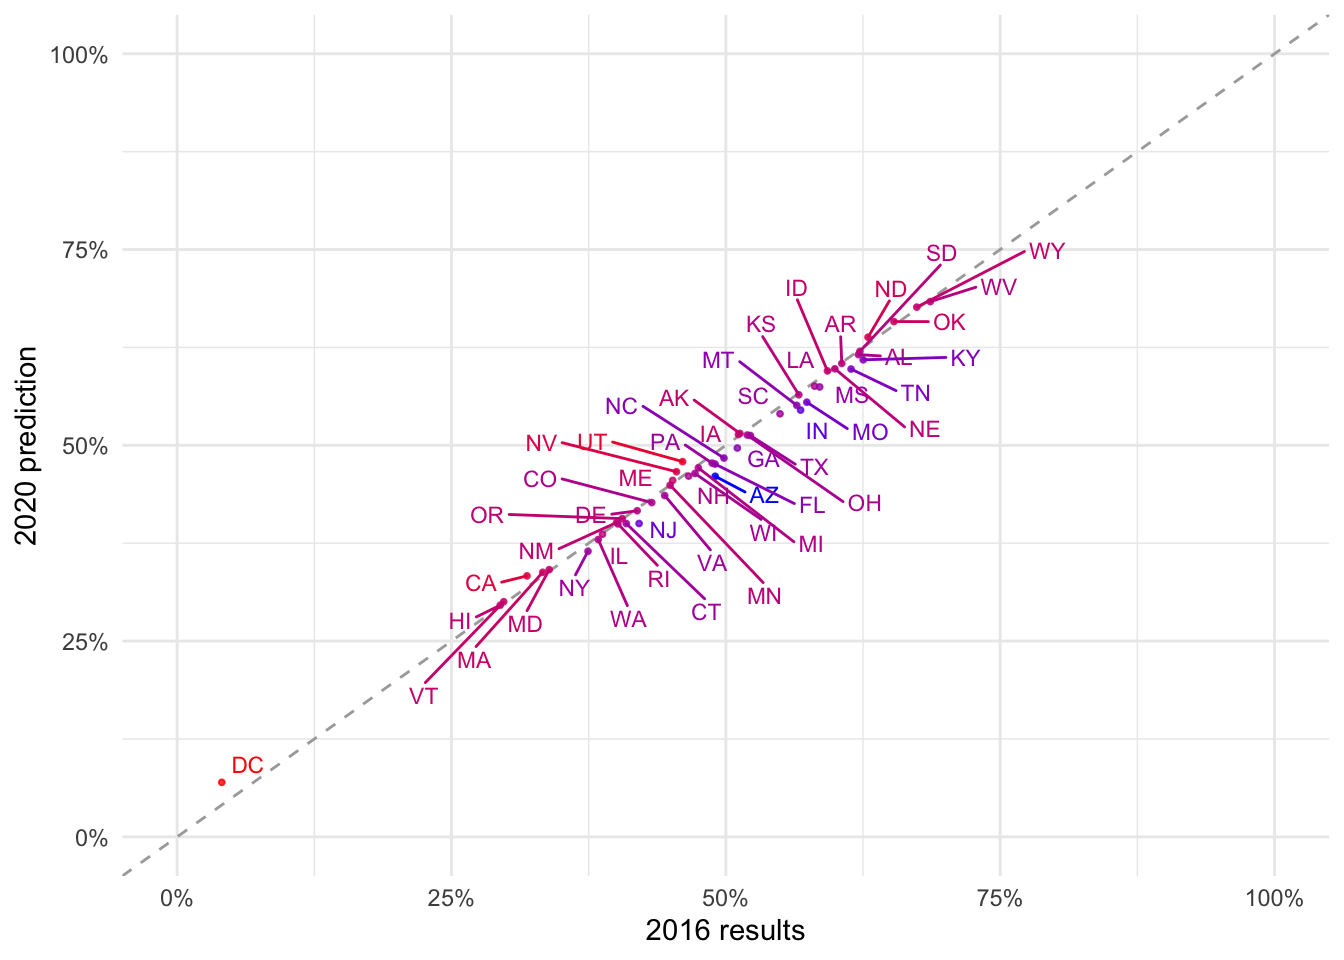 100%
75%
50%
25%
0%
2020 prediction
SD
WY
WV
ID
ND
OK
KS
AR
MT
LA
AL
KY
SC
MS
TN
NC
AK
IN
MO
NE
NV
UT
PA
IA
GA
TX
CO
ME
NH
AZ
FL
OH
OR
DE
NJ
WI
MI
NM
IL
VA
CA
NY
RI
MN
HI
MD
WA
CT
MA
VT
DC
0%
25%
50%
75%
100%
2016 results